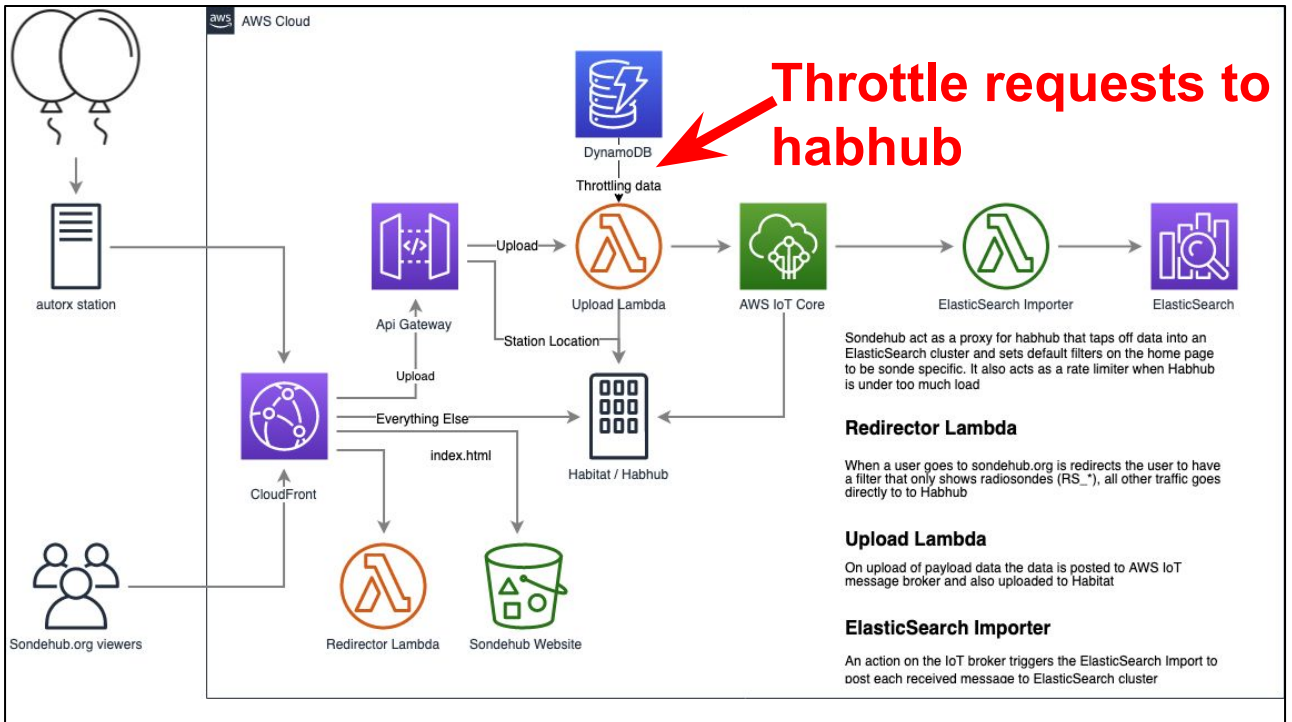 aws
AWS Cloud
Throttle requests to
habhub
DynamoDB
Throttling data
autorx station
Upload
Api Gateway
Upload Lambda
AWS IoT Core
ElasticSearch Importer
ElasticSearch
Station Location
Upload
Everything Else
index.html
CloudFront
Habitat / Habhub
Sondehub.org viewers
Redirector Lambda
Sondehub Website
Sondehub act as a proxy for habhub that taps off data into an
ElasticSearch cluster and sets default filters on the home page
to be sonde specific. It also acts as a rate limiter when Habhub
is under too much load
Redirector Lambda
When a user goes to sondehub.org is redirects the user to have
a filter that only shows radiosondes (RS_*), all other traffic goes
directly to to Habhub
Upload Lambda
On upload of payload data the data is posted to AWS IoT
message broker and also uploaded to Habitat
ElasticSearch Importer
An action on the IoT broker triggers the ElasticSearch Import to
post each received message to ElasticSearch cluster